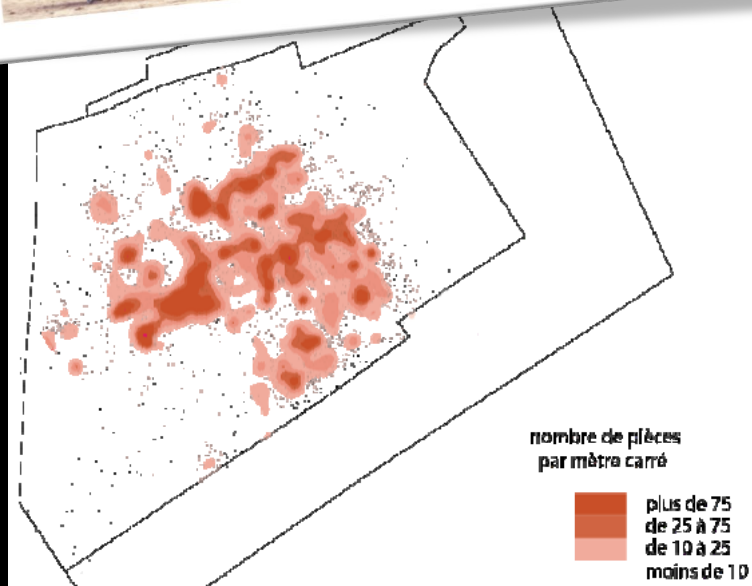 nombre de pièces
par mètre carré
plus de 75
de 25 à 75
de 10 à 25
moins de 10